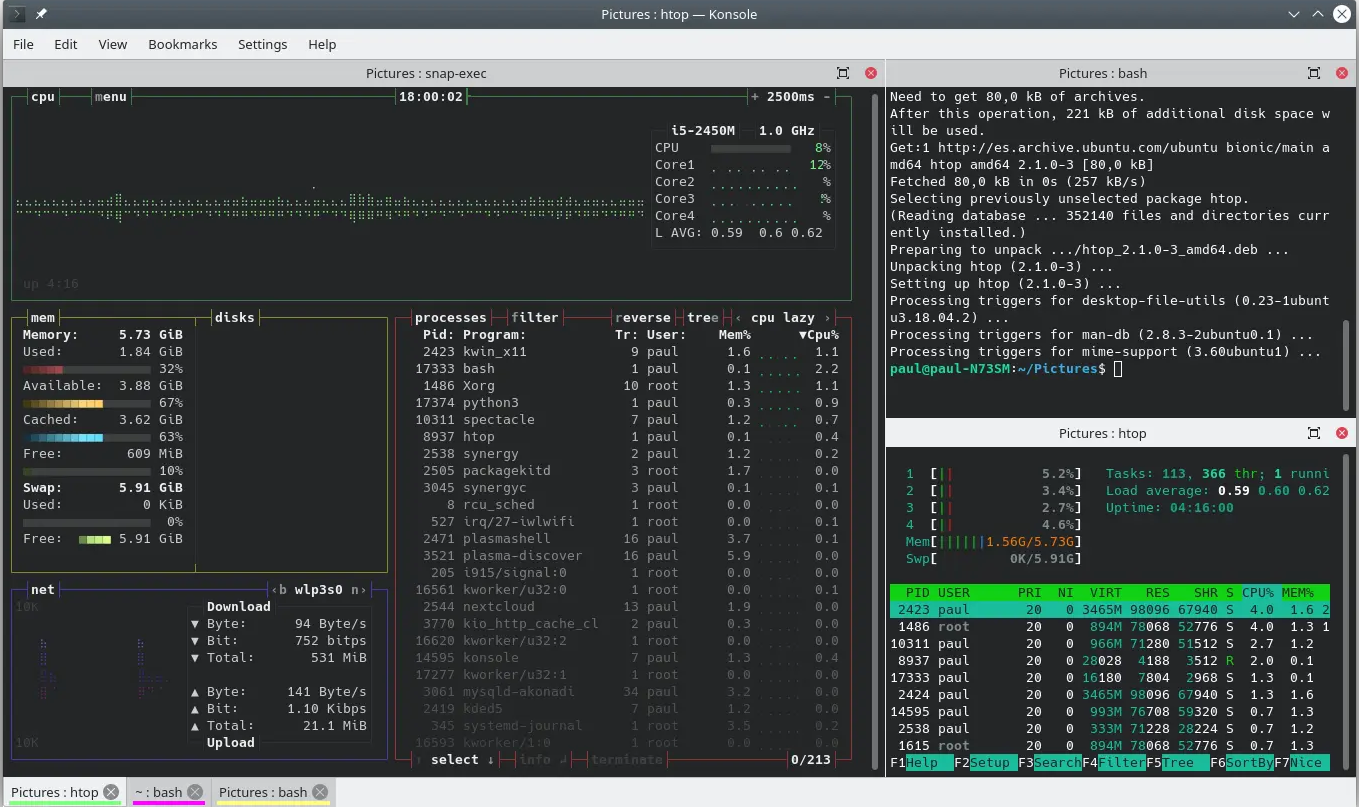 Pictures : htop — Konsole
File Edit View Bookmarks Settings Help
Pictures : snap-exec
cpu menu 18:00:02 + 2500ms -
i5-2450M 1.0 GHz
CPU 8%
Core1 12%
Core2 %
Core3 %
Core4 %
L AVG: 0.59 0.6 0.62
up 4:16
mem disks
Memory: 5.73 GiB
Used: 1.84 GiB
32%
Available: 3.88 GiB
67%
Cached: 3.62 GiB
63%
Free: 609 MiB
10%
Swap: 5.91 GiB
Used: 0 KiB
0%
Free: 5.91 GiB
net ‹b wlp3s0 n›
10K
Download
▼ Byte: 94 Byte/s
▼ Bit: 752 bitps
▼ Total: 531 MiB
▲ Byte: 141 Byte/s
▲ Bit: 1.10 Kibps
▲ Total: 21.1 MiB
10K
Upload
processes filter reverse tree ‹ cpu lazy ›
Pid: Program: Tr: User: Mem% ▼Cpu%
2423 kwin_x11 9 paul 1.6 1.1
17333 bash 1 paul 0.1 2.2
1486 Xorg 10 root 1.3 1.1
17374 python3 1 paul 0.3 0.9
10311 spectacle 7 paul 1.2 0.7
8937 htop 1 paul 0.1 0.4
2538 synergy 2 paul 1.2 0.2
2505 packagekitd 3 root 1.7 0.0
3045 synergyc 3 paul 0.1 0.1
8 rcu_sched 1 root 0.0 0.0
527 irq/27-iwlwifi 1 root 0.0 0.1
2471 plasmashell 16 paul 3.7 0.1
3521 plasma-discover 16 paul 5.9 0.0
205 i915/signal:0 1 root 0.0 0.0
16561 kworker/u32:0 1 root 0.0 0.1
2544 nextcloud 13 paul 1.9 0.0
3770 kio_http_cache_cl 2 paul 0.3 0.0
16620 kworker/u32:2 1 root 0.0 0.0
14595 konsole 7 paul 1.3 0.4
17277 kworker/u32:1 1 root 0.0 0.0
3061 mysqld-akonadi 34 paul 3.2 0.0
2419 kded5 7 paul 1.2 0.0
345 systemd-journal 1 root 3.5 0.2
16593 kworker/1:0 1 root 0.0 0.0
↑ select ↓ info ↲ terminate 0/213
Pictures : bash
Need to get 80,0 kB of archives.
After this operation, 221 kB of additional disk space w
ill be used.
Get:1 http://es.archive.ubuntu.com/ubuntu bionic/main a
md64 htop amd64 2.1.0-3 [80,0 kB]
Fetched 80,0 kB in 0s (257 kB/s)
Selecting previously unselected package htop.
(Reading database ... 352140 files and directories curr
ently installed.)
Preparing to unpack .../htop_2.1.0-3_amd64.deb ...
Unpacking htop (2.1.0-3) ...
Setting up htop (2.1.0-3) ...
Processing triggers for desktop-file-utils (0.23-1ubunt
u3.18.04.2) ...
Processing triggers for man-db (2.8.3-2ubuntu0.1) ...
Processing triggers for mime-support (3.60ubuntu1) ...
paul@paul-N73SM:~/Pictures$
Pictures : htop
1 [|| 5.2%] Tasks: 113, 366 thr; 1 runni
2 [|| 3.4%] Load average: 0.59 0.60 0.62
3 [|| 2.7%] Uptime: 04:16:00
4 [|| 4.6%]
Mem[||||||1.56G/5.73G]
Swp[ 0K/5.91G]
PID USER PRI NI VIRT RES SHR S CPU% MEM%
2423 paul 20 0 3465M 98096 67940 S 4.0 1.6 2
1486 root 20 0 894M 78068 52776 S 4.0 1.3 1
10311 paul 20 0 966M 71280 51512 S 2.7 1.2
8937 paul 20 0 28028 4188 3512 R 2.0 0.1
17333 paul 20 0 16180 7804 2968 S 1.3 0.1
2424 paul 20 0 3465M 98096 67940 S 1.3 1.6
14595 paul 20 0 993M 76708 59320 S 0.7 1.3
2538 paul 20 0 333M 71228 28224 S 0.7 1.2
1615 root 20 0 894M 78068 52776 S 0.7 1.3
F1Help F2Setup F3SearchF4FilterF5Tree F6SortByF7Nice
Pictures : htop ~ : bash Pictures : bash